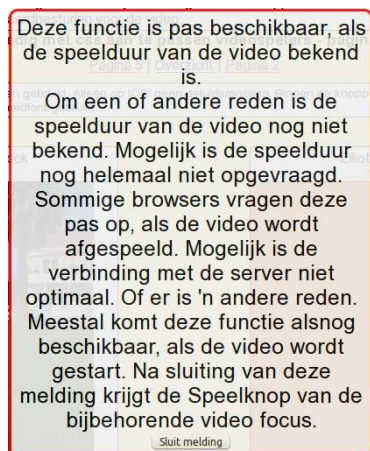 Deze functie is pas beschikbaar, als
de speelduur van de video bekend
is.
Om een of andere reden is de
speelduur van de video nog niet
bekend. Mogelijk is de speelduur
nog helemaal niet opgevraagd.
Sommige browsers vragen deze
pas op, als de video wordt
afgespeeld. Mogelijk is de
verbinding met de server niet
optimaal. Of er is 'n andere reden.
Meestal komt deze functie alsnog
beschikbaar, als de video wordt
gestart. Na sluiting van deze
melding krijgt de Speelknop van de
bijbehorende video focus.
Sluit melding